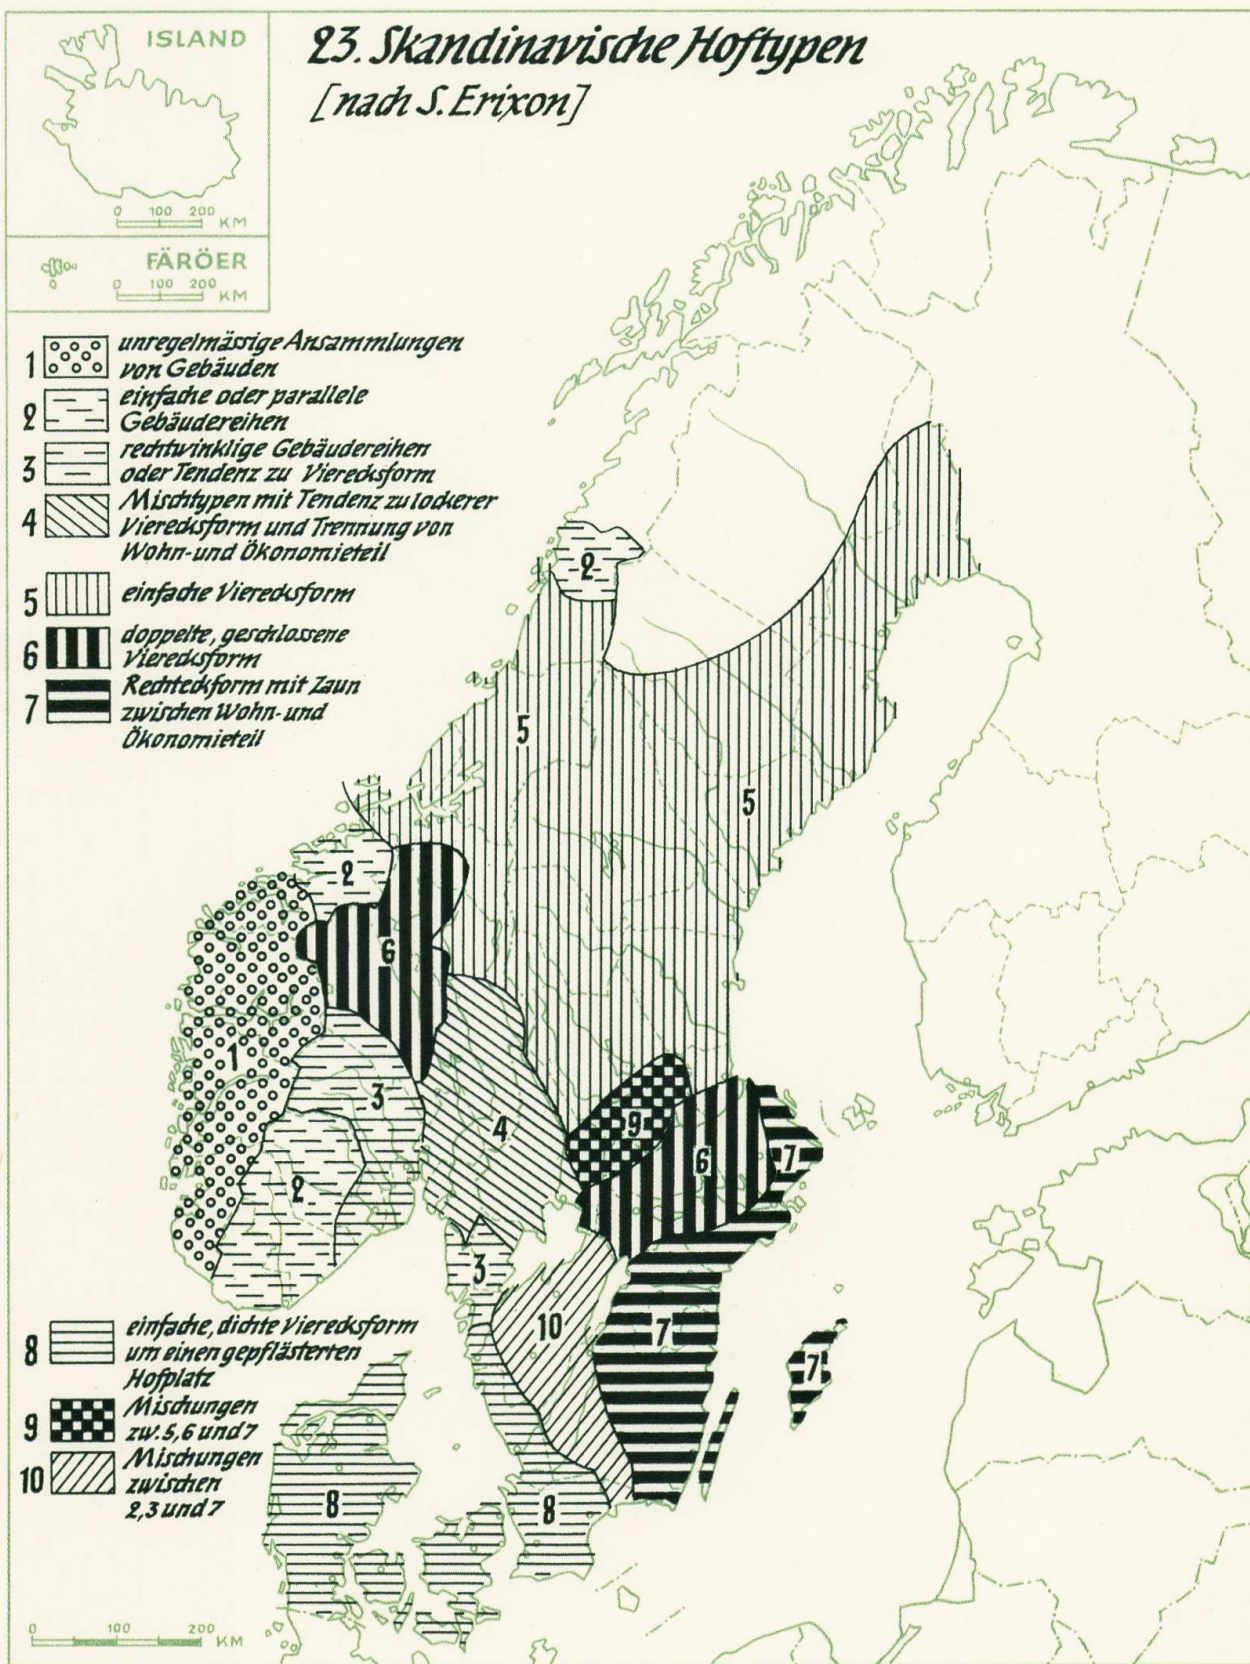 23. Skandinavische Hoftypen
[nach S. Erixon]
ISLAND
0 100 200 KM
FÄRÖER
0 100 200 KM
1 unregelmässige Ansammlungen
von Gebäuden
2 einfache oder parallele
Gebäudereihen
3 rechtwinklige Gebäudereihen
oder Tendenz zu Vierecksform
4 Mischtypen mit Tendenz zu lockerer
Vierecksform und Trennung von
Wohn- und Ökonomieteil
5 einfache Vierecksform
6 doppelte, geschlossene
Vierecksform
7 Rechteckform mit Zaun
zwischen Wohn- und
Ökonomieteil
2
5
5
2
6
1
3
4
9
6
7
2
3
10
7
7
8 einfache, dichte Vierecksform
um einen gepflästerten
Hofplatz
9 Mischungen
zw. 5, 6 und 7
10 Mischungen
zwischen
2, 3 und 7
8
8
0 100 200 KM